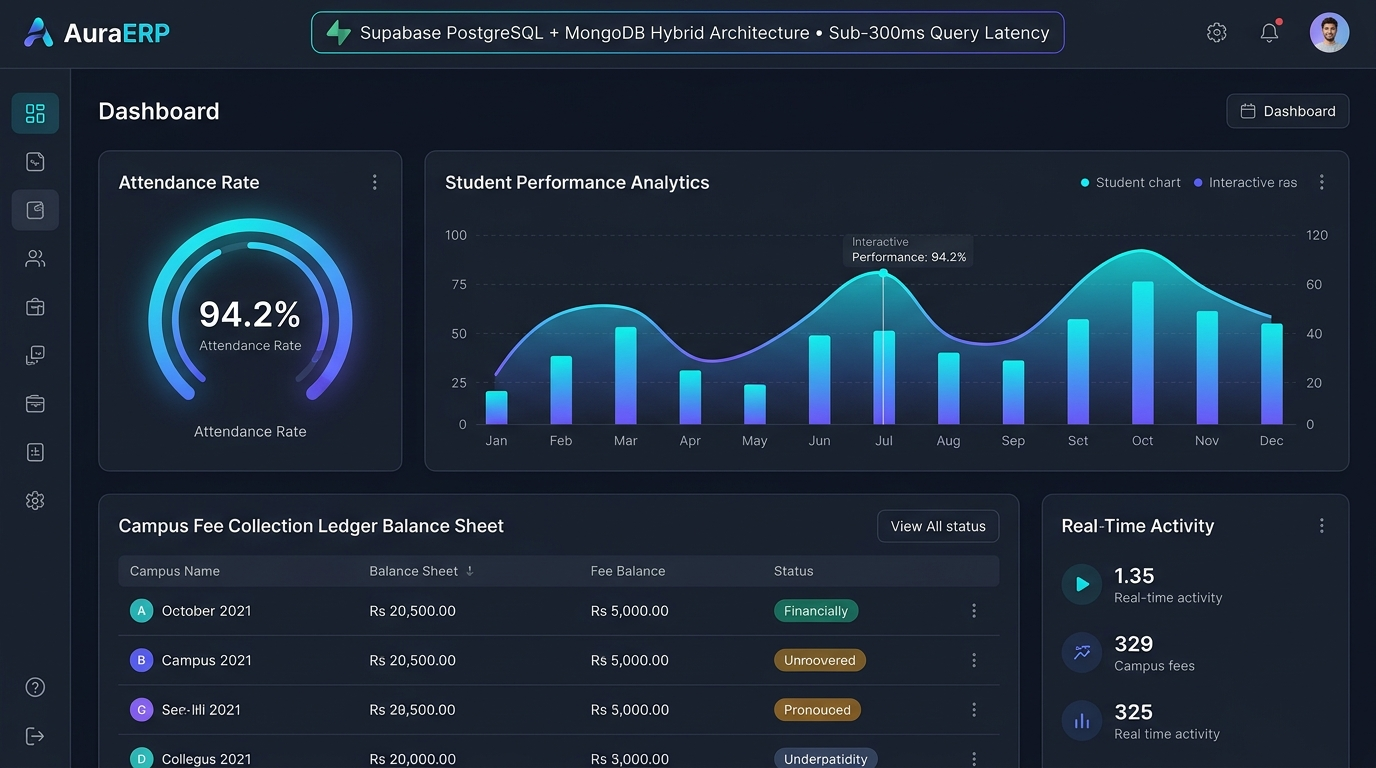 AuraERP
Supabase PostgreSQL + MongoDB Hybrid Architecture • Sub-300ms Query Latency
Dashboard
Dashboard
Attendance Rate
94.2%
Attendance Rate
Attendance Rate
Student Performance Analytics
Student chart
Interactive ras
100
75
50
25
0
120
60
40
20
0
Interactive
Performance: 94.2%
Jan Feb Mar Apr May Jun Jul Aug Sep Sct Oct Nov Dec
Campus Fee Collection Ledger Balance Sheet
View All status
Campus Name Balance Sheet Fee Balance Status
A October 2021 Rs 20,500.00 Rs 5,000.00 Financially
B Campus 2021 Rs 20,500.00 Rs 5,000.00 Unroovered
G 2021 Rs 5,000.00 Pronouoed
D Collegus 2021 Rs 20,000.00 Rs 3,000.00 Underpatidity
Real-Time Activity
1.35
Real-time activity
329
Campus fees
325
Real time activity